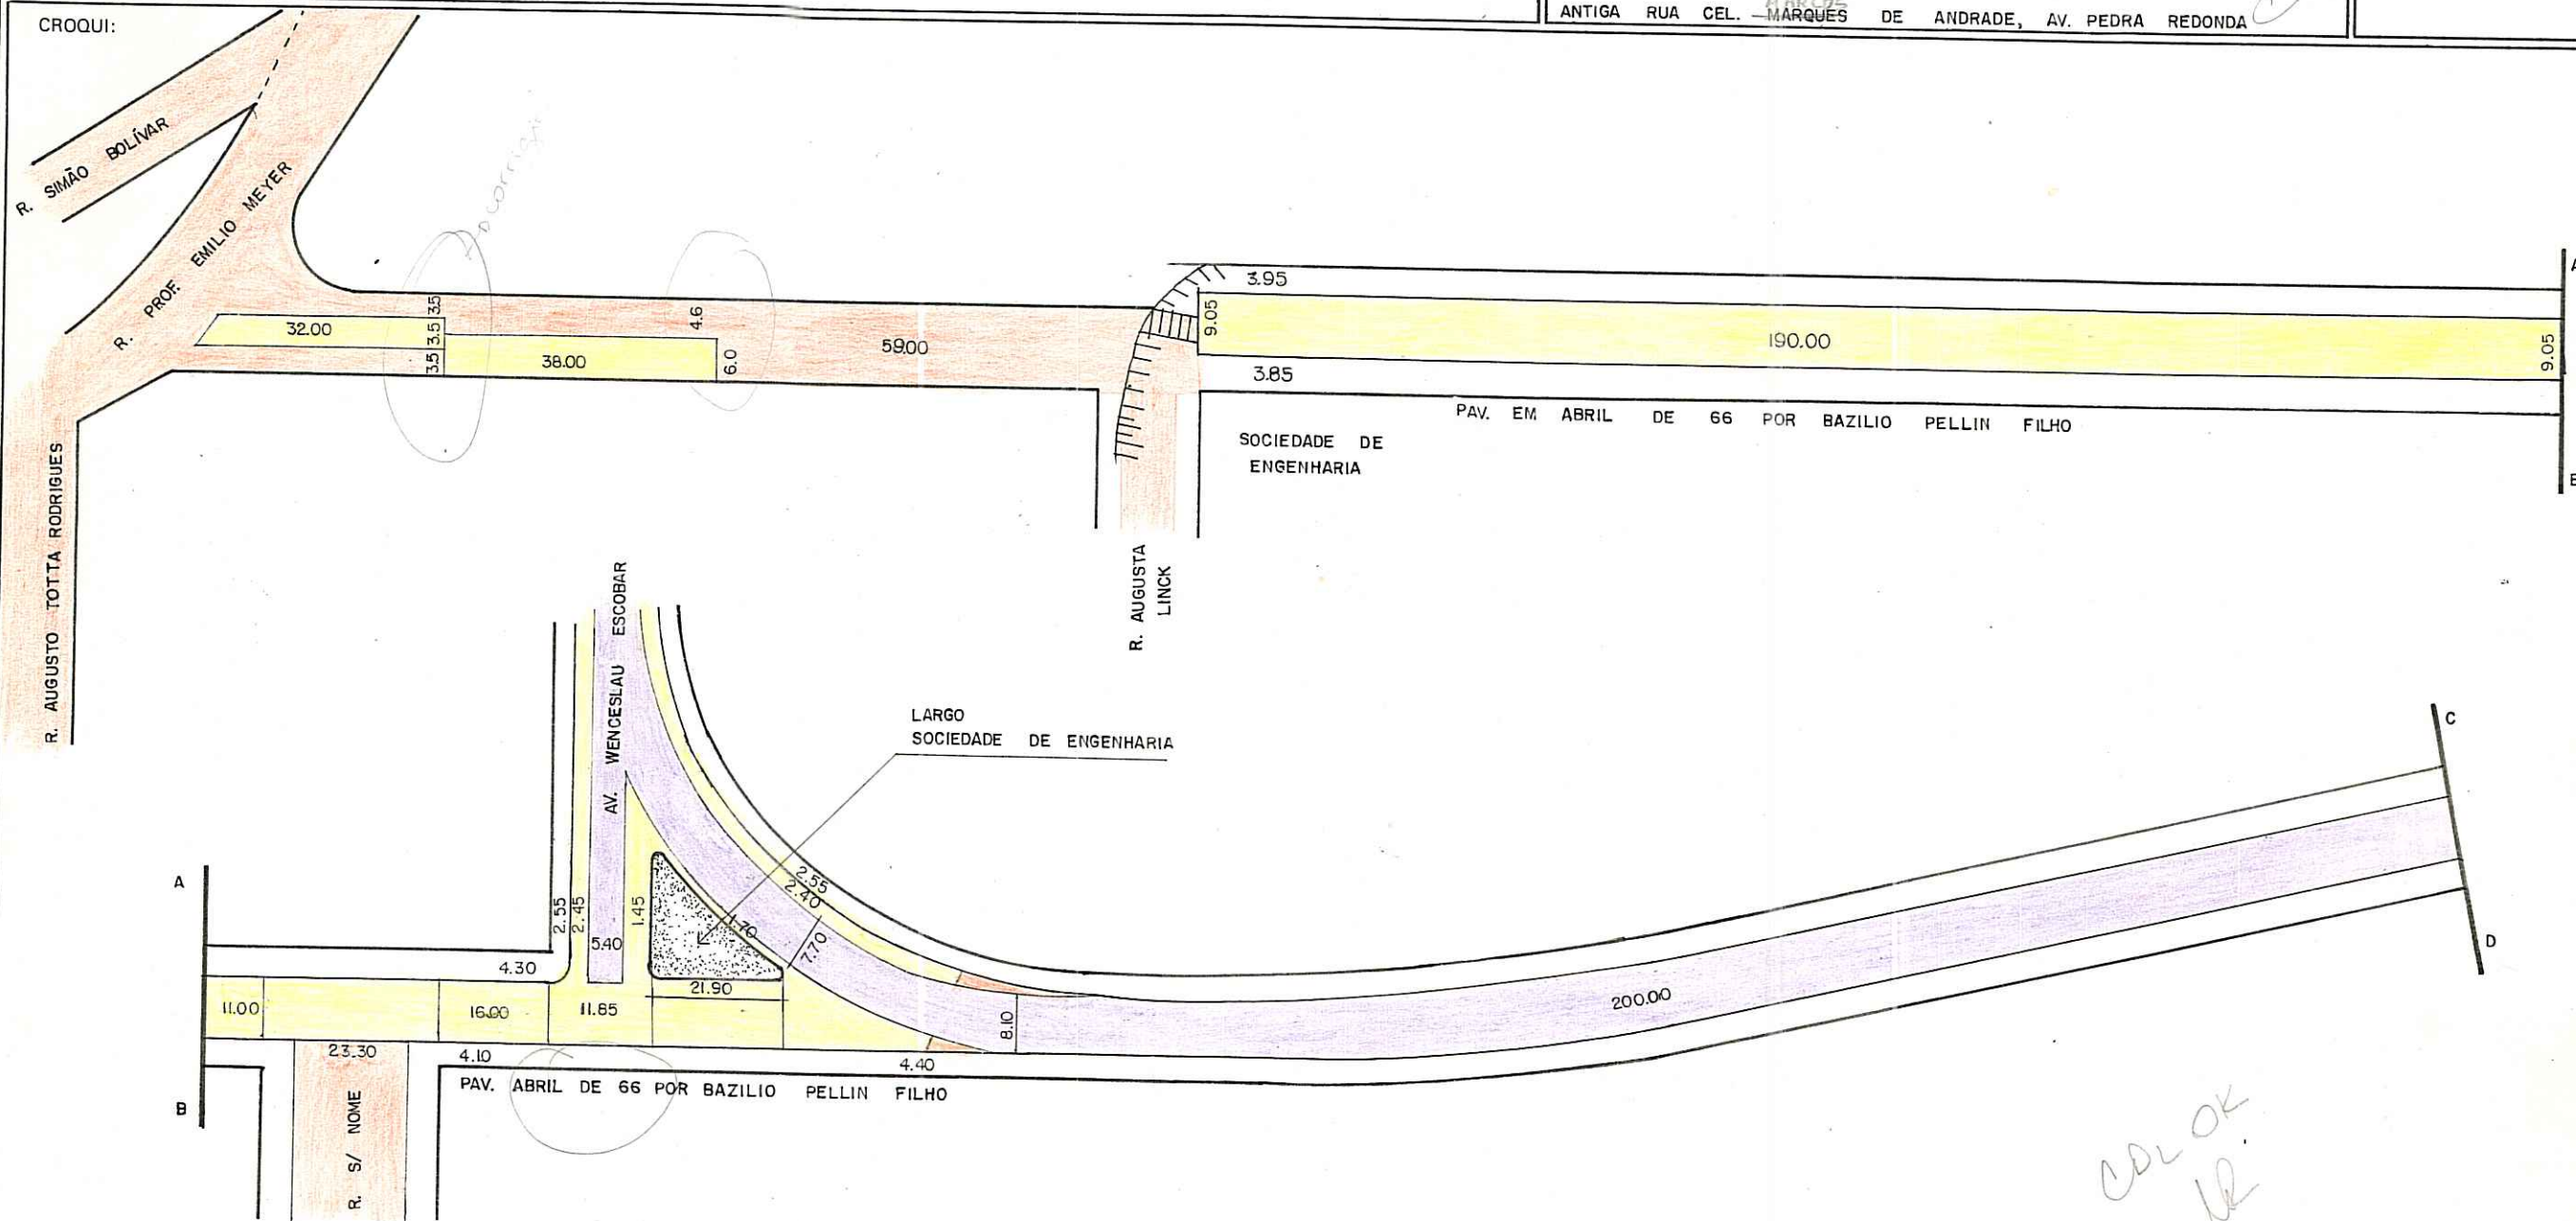 CROQUI:
MARCOS
ANTIGA RUA CEL. MARQUES DE ANDRADE, AV. PEDRA REDONDA
R. SIMÃO BOLÍVAR
R. PROF. EMILIO MEYER
R. AUGUSTO TOTTA RODRIGUES
32.00
3.5
3.5
3.5
38.00
4.6
6.0
59.00
3.95
9.05
190.00
9.05
3.85
A
B
PAV. EM ABRIL DE 66 POR BAZILIO PELLIN FILHO
SOCIEDADE DE
ENGENHARIA
R. AUGUSTA
LINCK
AV. WENCESLAU ESCOBAR
LARGO
SOCIEDADE DE ENGENHARIA
C
D
A
B
2.55
2.45
5.40
1.45
2.55
2.40
1.70
7.70
4.30
21.90
11.00
16.00
11.85
8.10
200.00
23.30
4.10
4.40
PAV. ABRIL DE 66 POR BAZILIO PELLIN FILHO
R. S/ NOME
OK